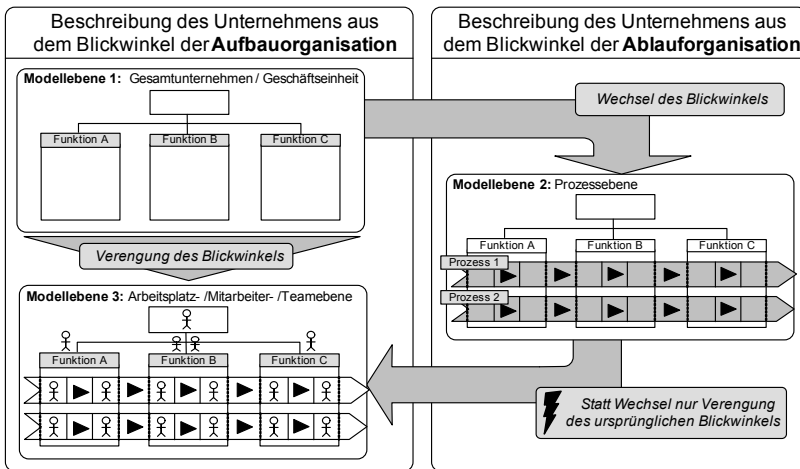 Beschreibung des Unternehmens aus
dem Blickwinkel der Aufbauorganisation
Modellebene 1: Gesamtunternehmen / Geschäftseinheit
Funktion A
Funktion B
Funktion C
Verengung des Blickwinkels
Modellebene 3: Arbeitsplatz- /Mitarbeiter- /Teamebene
Funktion A
Funktion B
Funktion C
Beschreibung des Unternehmens aus
dem Blickwinkel der Ablauforganisation
Wechsel des Blickwinkels
Modellebene 2: Prozessebene
Funktion A
Funktion B
Funktion C
Prozess 1
Prozess 2
Statt Wechsel nur Verengung
des ursprünglichen Blickwinkels